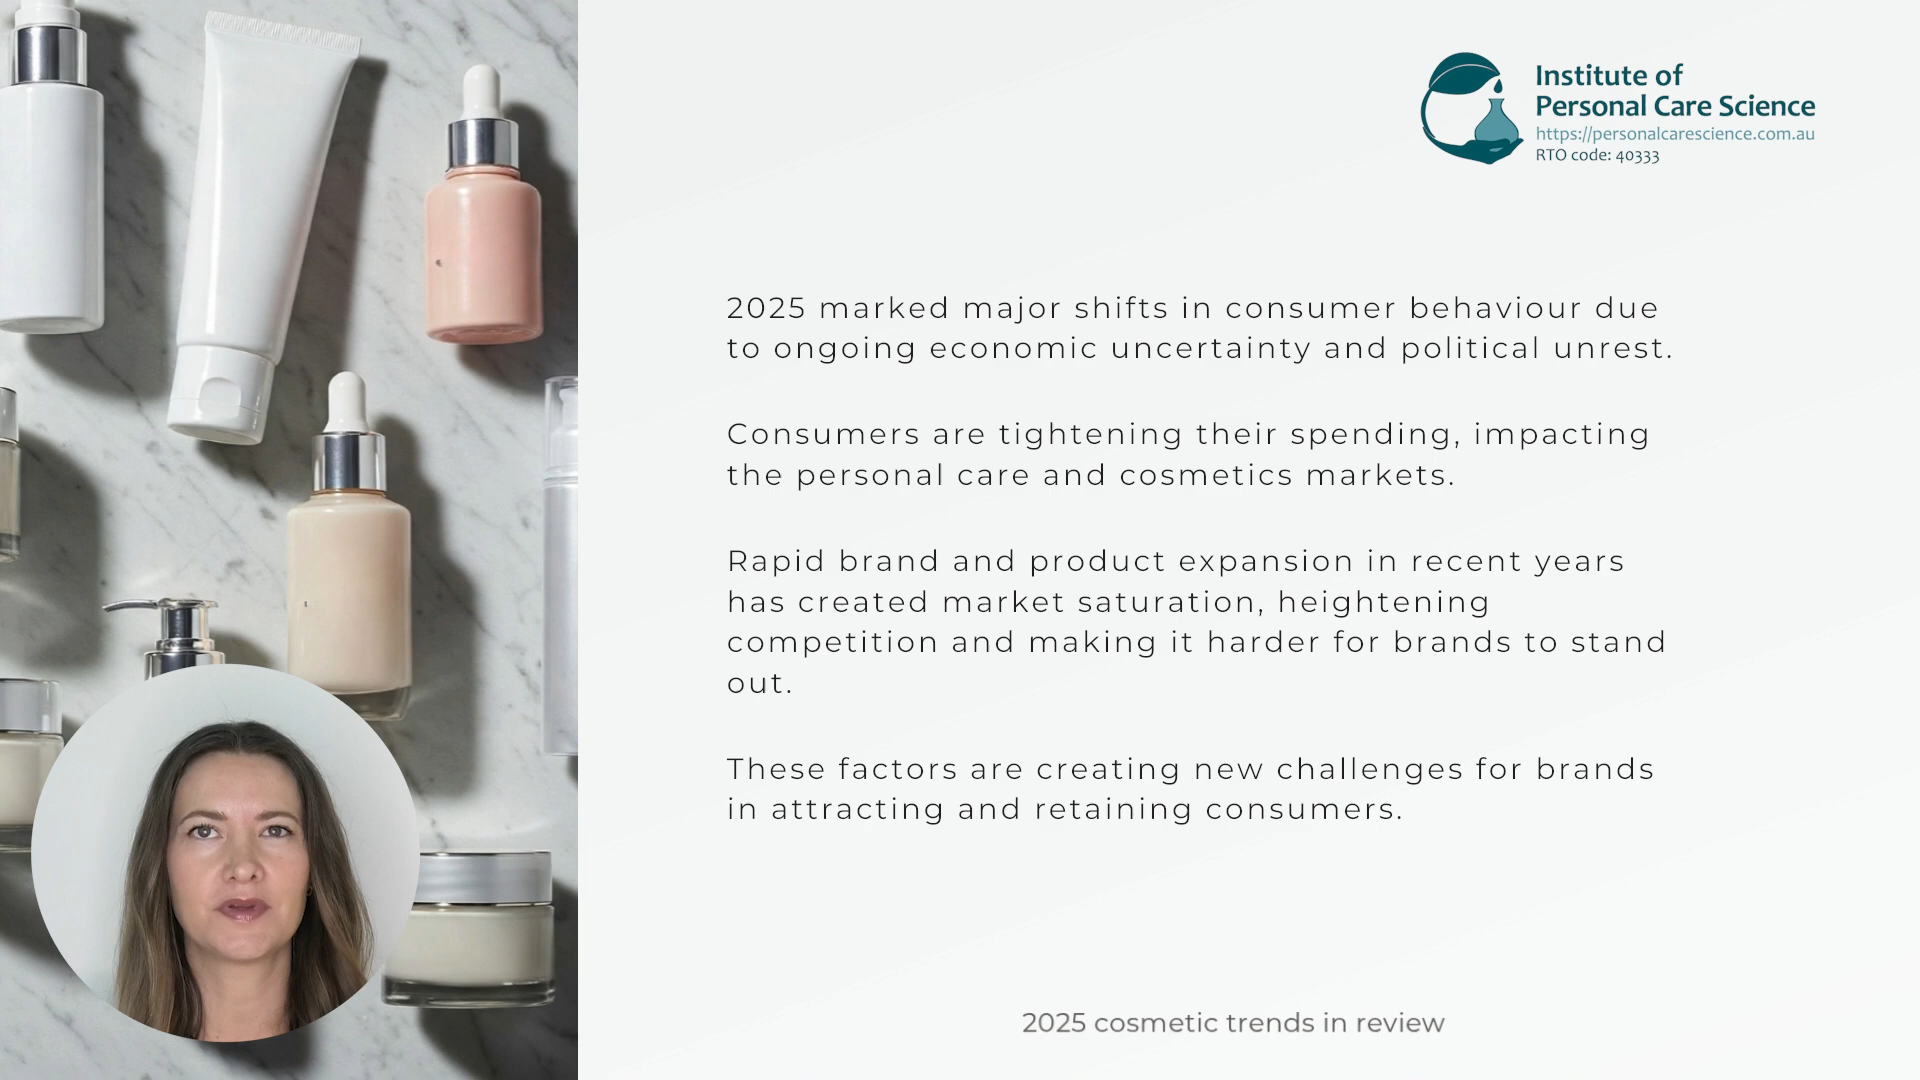 Institute of
Personal Care Science
https://personalcarescience.com.au
RTO code: 40333
2025 marked major shifts in consumer behaviour due
to ongoing economic uncertainty and political unrest.
Consumers are tightening their spending, impacting
the personal care and cosmetics markets.
Rapid brand and product expansion in recent years
has created market saturation, heightening
competition and making it harder for brands to stand
out.
These factors are creating new challenges for brands
in attracting and retaining consumers.
2025 cosmetic trends in review